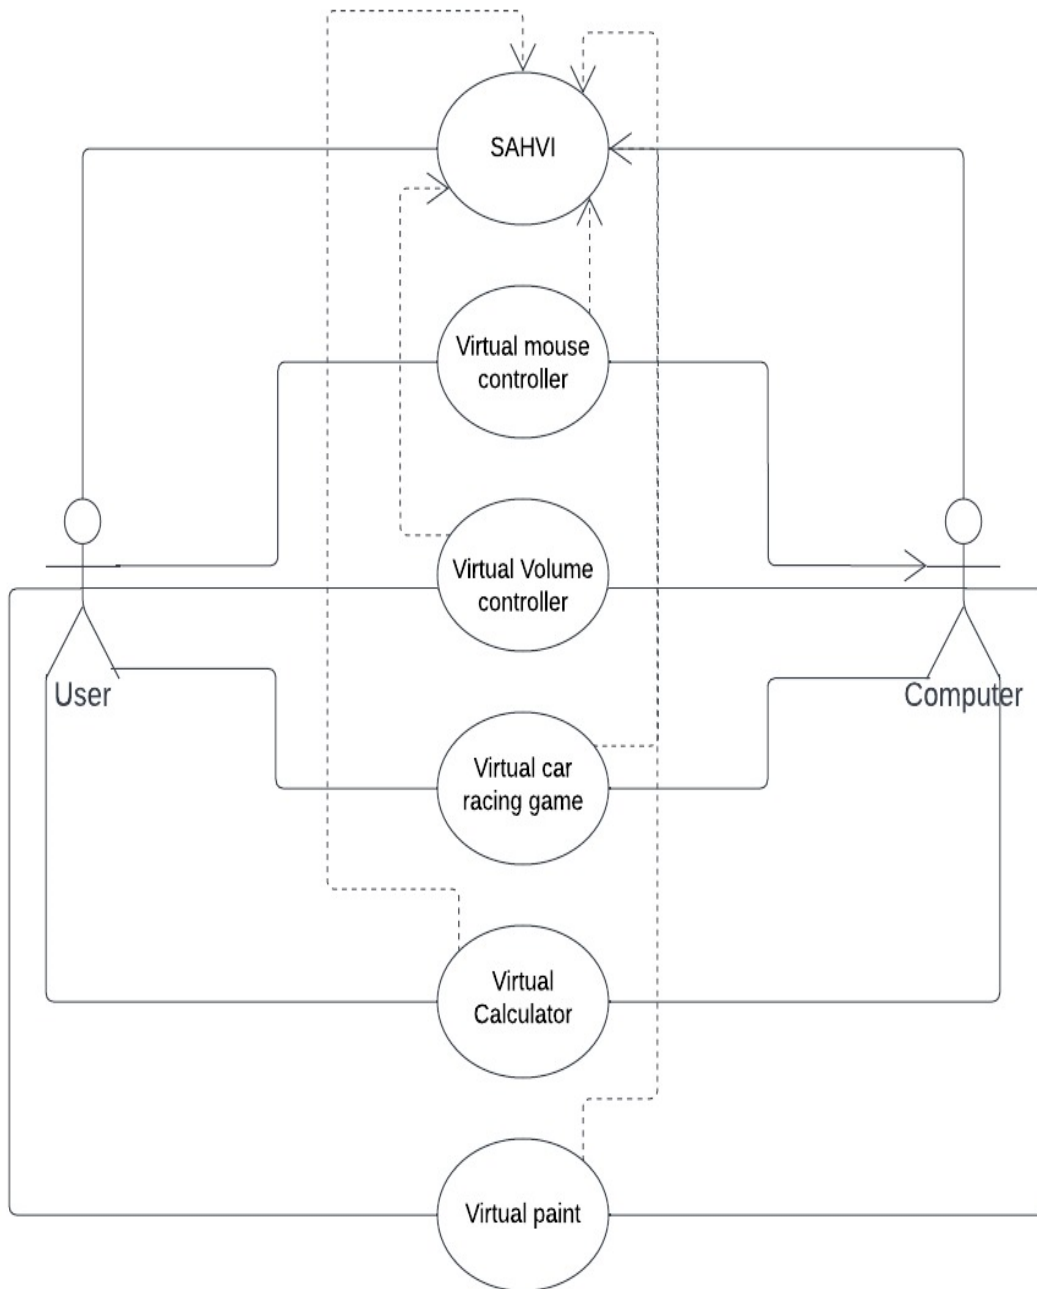 SAHVI
Virtual mouse
controller
Virtual Volume
controller
User
Computer
Virtual car
racing game
Virtual
Calculator
Virtual paint